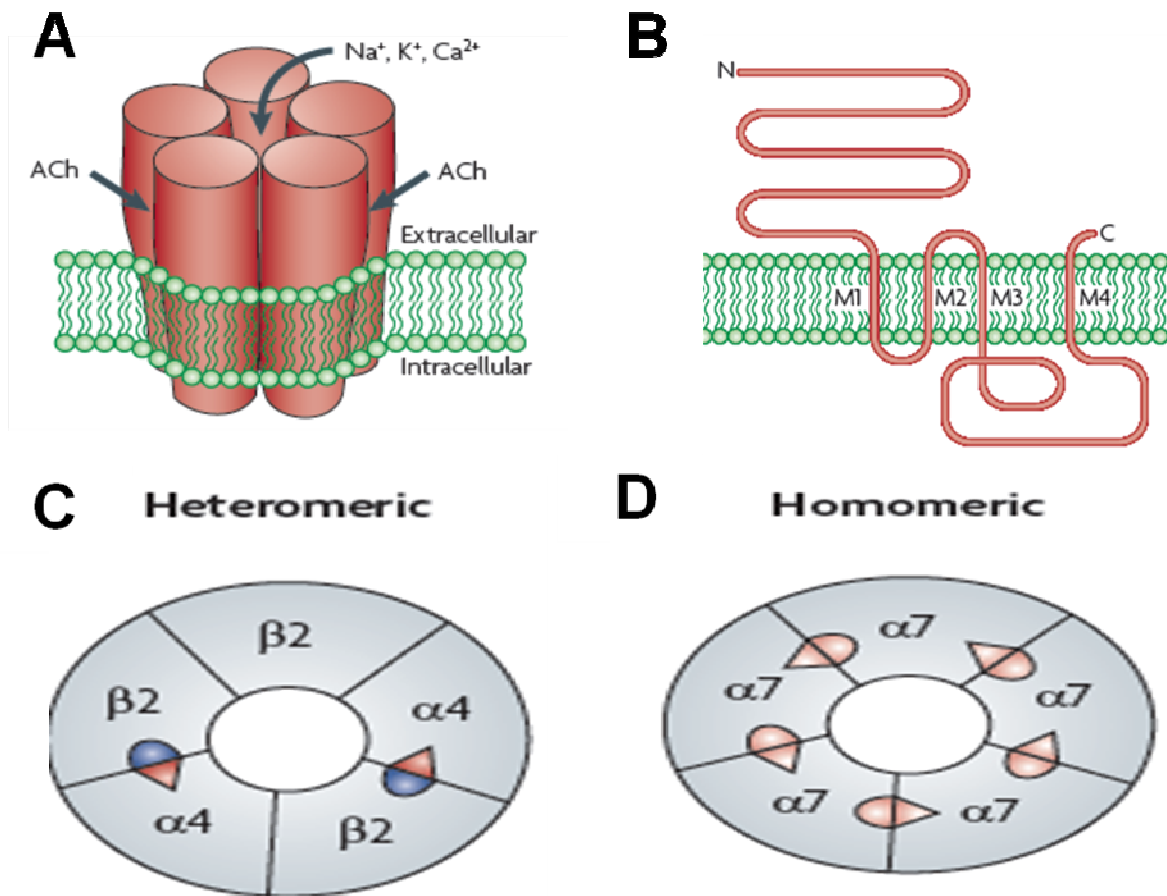 A
Na⁺, K⁺, Ca²⁺
ACh
ACh
Extracellular
Intracellular
B
N
C
M1
M2
M3
M4
C
Heteromeric
β2
β2
α4
α4
β2
D
Homomeric
α7
α7
α7
α7
α7